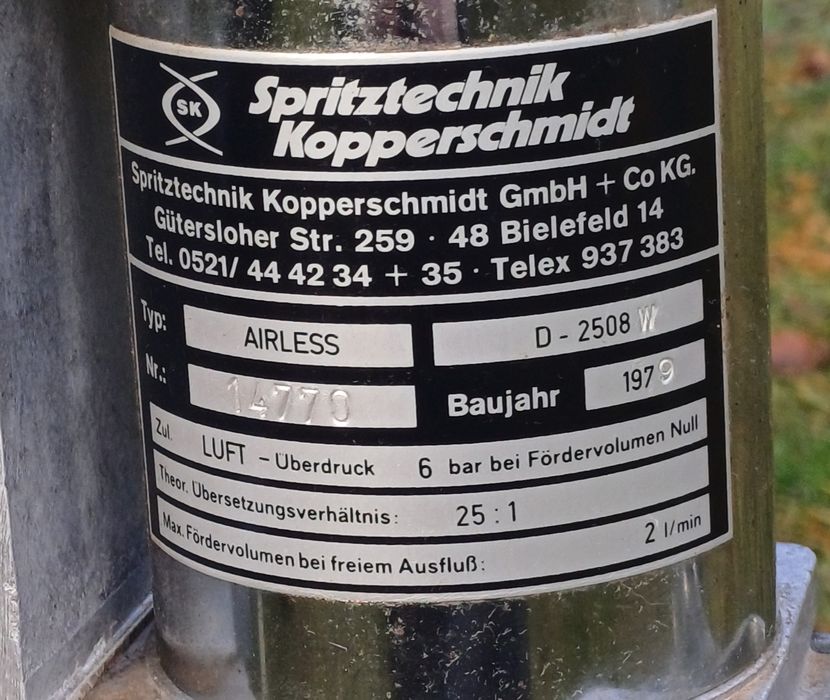 SK
Spritztechnik
Kopperschmidt
Spritztechnik Kopperschmidt GmbH + Co KG.
Gütersloher Str. 259 · 48 Bielefeld 14
Tel. 0521/ 44 42 34 + 35 · Telex 937 383
Typ: AIRLESS D - 2508 W
Nr.: 14779 Baujahr 1979
Zul. LUFT - Überdruck 6 bar bei Fördervolumen Null
Theor. Übersetzungsverhältnis: 25 : 1
Max. Fördervolumen bei freiem Ausfluß: 2 l/min